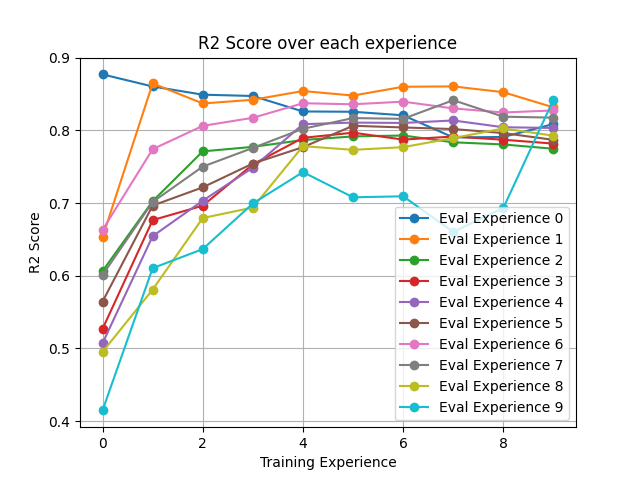 R2 Score over each experience
0.9
0.8
0.7
0.6
0.5
0.4
R2 Score
0
2
4
6
8
Training Experience
Eval Experience 0
Eval Experience 1
Eval Experience 2
Eval Experience 3
Eval Experience 4
Eval Experience 5
Eval Experience 6
Eval Experience 7
Eval Experience 8
Eval Experience 9